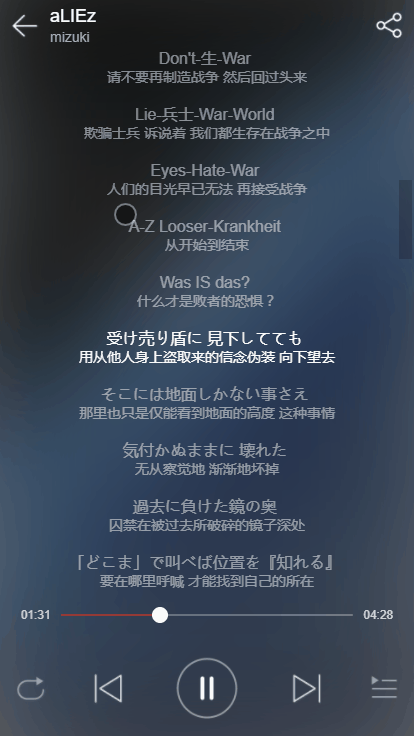 aLIEz
mizuki
Don't-生-War
请不要再制造战争 然后回过头来
Lie-兵士-War-World
欺骗士兵 诉说着 我们都生存在战争之中
Eyes-Hate-War
人们的目光早已无法 再接受战争
A-Z Looser-Krankheit
从开始到结束
Was IS das?
什么才是败者的恐惧？
受け売り盾に 見下してても
用从他人身上盗取来的信念伪装 向下望去
そこには地面しかない事さえ
那里也只是仅能看到地面的高度 这种事情
気付かぬままに 壊れた
无从察觉地 渐渐地坏掉
過去に負けた鏡の奥
囚禁在被过去所破碎的镜子深处
「どこま」で叫べば位置を『知れる』
要在哪里呼喊 才能找到自己的所在
01:31
04:28